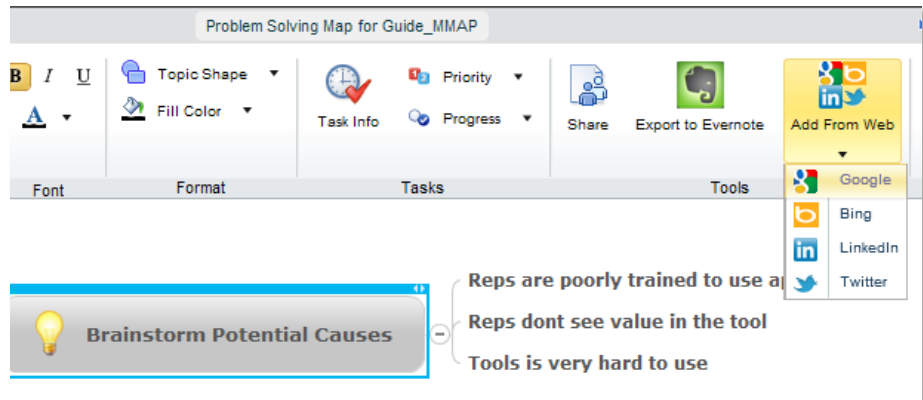 Problem Solving Map for Guide_MMAP
B I U
Topic Shape
Priority
A
Fill Color
Task Info
Progress
Share
Export to Evernote
Add From Web
Font
Format
Tasks
Tools
Google
Bing
LinkedIn
Twitter
Brainstorm Potential Causes
Reps are poorly trained to use
Reps dont see value in the tool
Tools is very hard to use